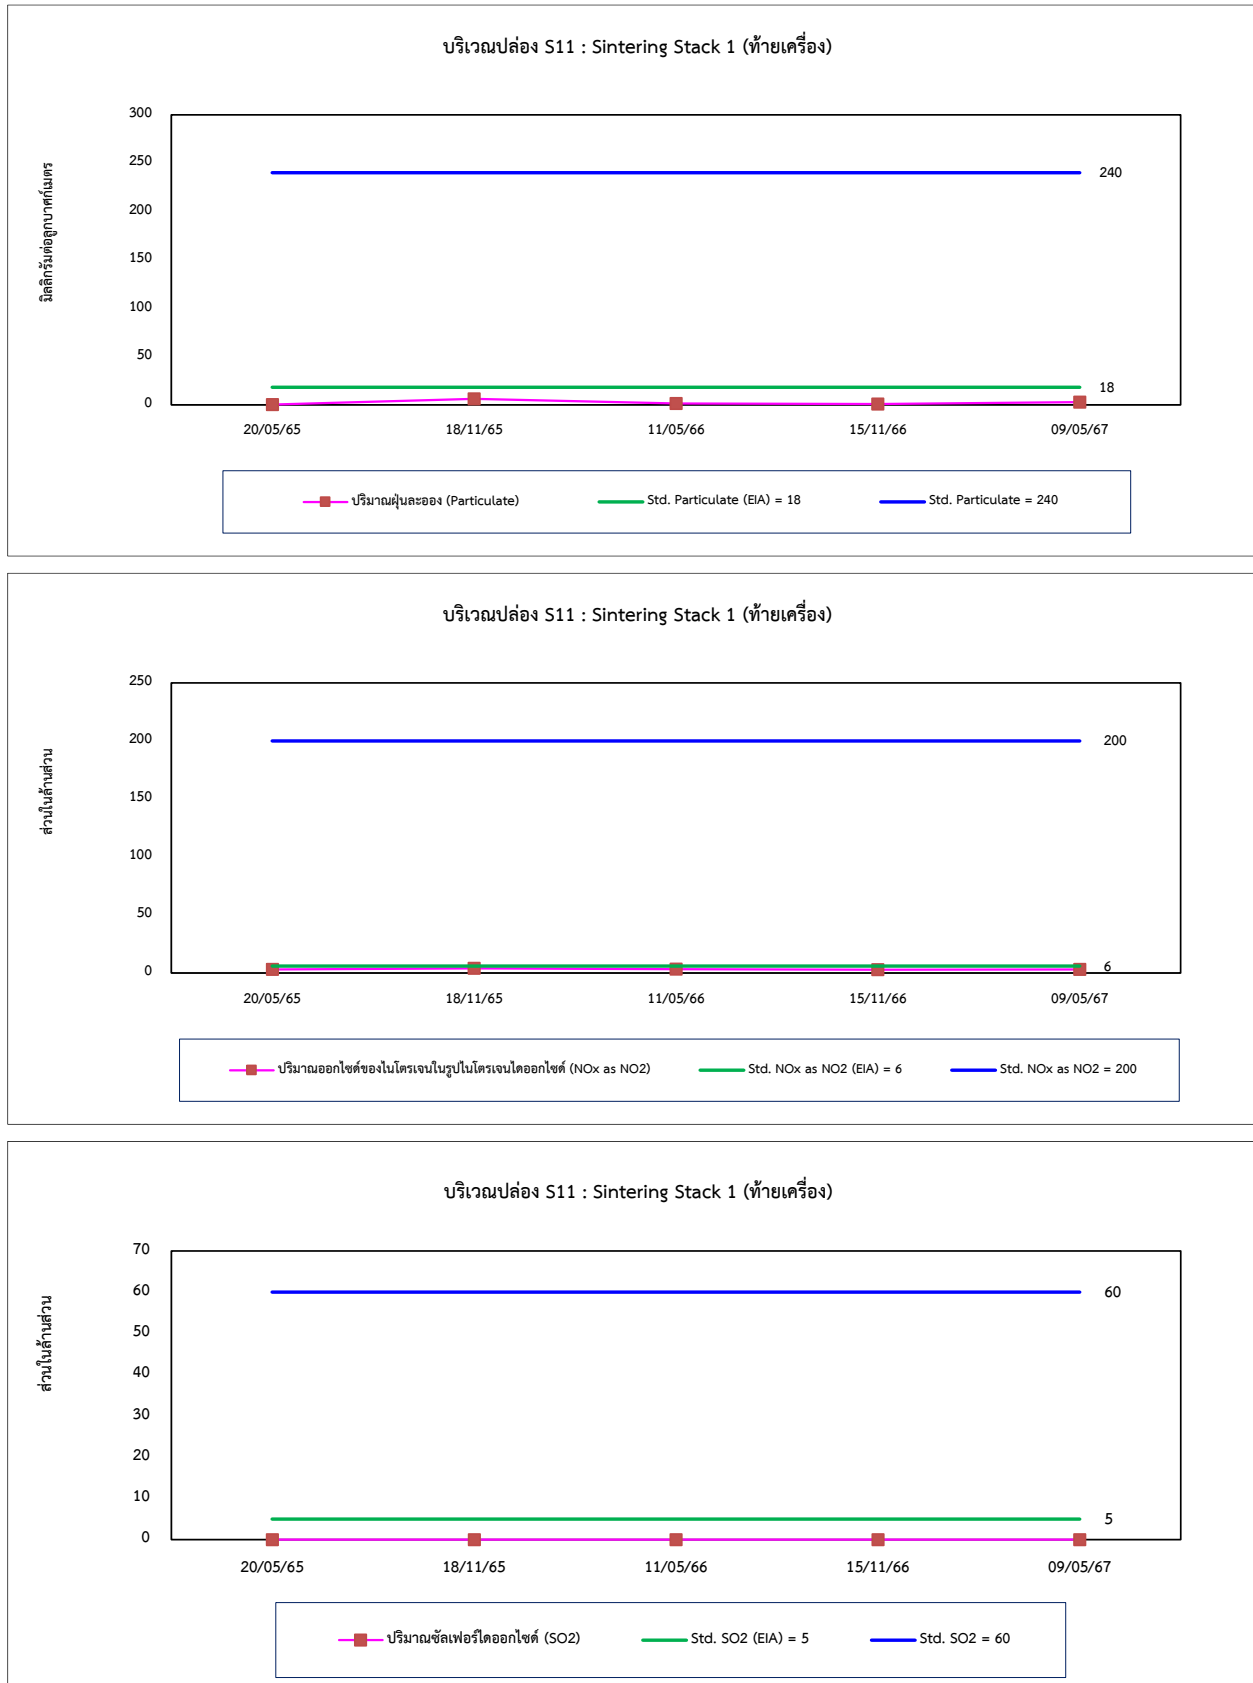 บริเวณปล่อง S11 : Sintering Stack 1 (ท้ายเครื่อง)
มิลลิกรัมต่อลูกบาศก์เมตร
300
250
200
150
100
50
0
240
18
20/05/65 18/11/65 11/05/66 15/11/66 09/05/67
ปริมาณฝุ่นละออง (Particulate) Std. Particulate (EIA) = 18 Std. Particulate = 240
บริเวณปล่อง S11 : Sintering Stack 1 (ท้ายเครื่อง)
ส่วนในล้านส่วน
250
200
150
100
50
0
200
6
20/05/65 18/11/65 11/05/66 15/11/66 09/05/67
ปริมาณออกไซด์ของไนโตรเจนในรูปไนโตรเจนไดออกไซด์ (NOx as NO2) Std. NOx as NO2 (EIA) = 6 Std. NOx as NO2 = 200
บริเวณปล่อง S11 : Sintering Stack 1 (ท้ายเครื่อง)
ส่วนในล้านส่วน
70
60
50
40
30
20
10
0
60
5
20/05/65 18/11/65 11/05/66 15/11/66 09/05/67
ปริมาณซัลเฟอร์ไดออกไซด์ (SO2) Std. SO2 (EIA) = 5 Std. SO2 = 60